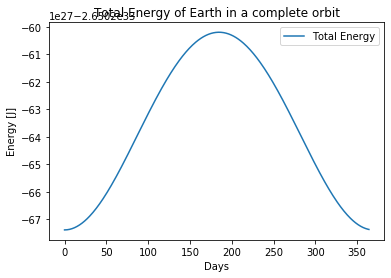 Total Energy of Earth in a complete orbit
1e27−2.6502e33
Total Energy
−60
−61
−62
−63
−64
−65
−66
−67
Energy [J]
0 50 100 150 200 250 300 350
Days